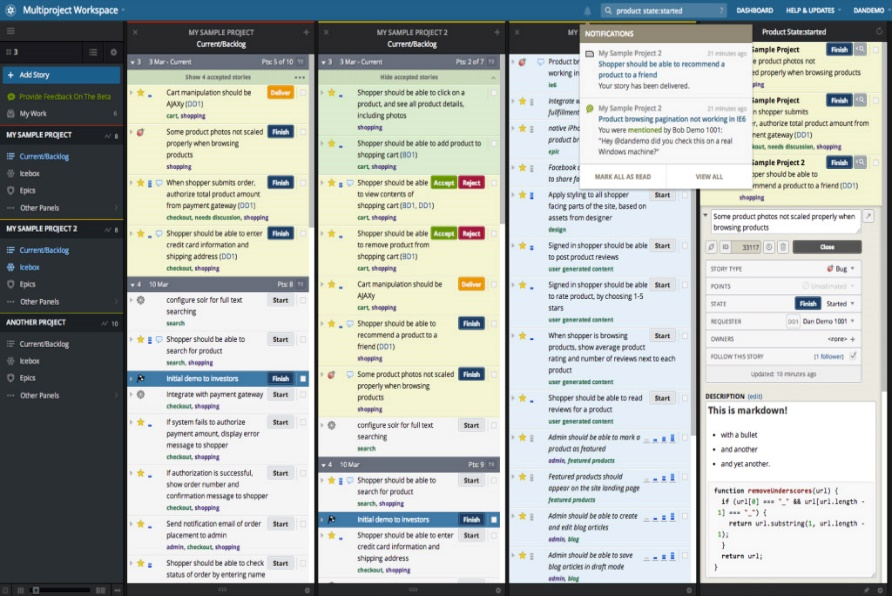 Multiproject Workspace
product state:started
DASHBOARD
HELP & UPDATES
DANDEMO
3
+ Add Story
Provide Feedback On The Beta
My Work 6
MY SAMPLE PROJECT 8
Current/Backlog
Icebox
Epics
Other Panels
MY SAMPLE PROJECT 2 8
Current/Backlog
Icebox
Epics
Other Panels
ANOTHER PROJECT 10
Current/Backlog
Icebox
Epics
Other Panels
MY SAMPLE PROJECT
Current/Backlog
3 3 Mar - Current Pts: 5 of 10
Show 4 accepted stories
Cart manipulation should be Deliver
AJAXy (DD1)
cart, shopping
Some product photos not scaled Finish
properly when browsing
products
shopping
When shopper submits order, Finish
authorize total product amount
from payment gateway (DD1)
checkout, needs discussion, shopping
Shopper should be able to enter Finish
credit card information and
shipping address (DD1)
checkout, shopping
4 10 Mar Pts: 8
configure solr for full text Start
searching
search
Shopper should be able to Start
search for product
search, shopping
Initial demo to investors Finish
Integrate with payment gateway Start
checkout, shopping
If system fails to authorize Start
payment amount, display error
message to shopper
checkout, shopping
If authorization is successful, Start
show order number and
confirmation message to shopper
checkout, shopping
Send notification email of order Start
placement to admin
admin, checkout, shopping
Shopper should be able to check Start
status of order by entering name
MY SAMPLE PROJECT 2
Current/Backlog
3 3 Mar - Current Pts: 2 of 7
Hide accepted stories
Shopper should be able to click on
a product, and see all product details,
including photos
shopping
Shopper should be able to add product to
shopping cart (BD1)
cart, shopping
Shopper should be able Accept Reject
to view contents of
shopping cart (BD1, DD1)
cart, shopping
Shopper should be able Accept Reject
to remove product from
shopping cart (DD1)
cart, shopping
Cart manipulation should be Deliver
AJAXy
cart, shopping
Shopper should be able to Finish
recommend a product to a
friend (DD1)
shopping
Some product photos not scaled Finish
properly when browsing
products
shopping
configure solr for full text Start
searching
search
4 10 Mar Pts: 9
Shopper should be able to Start
search for product
search, shopping
Initial demo to investors Finish
Shopper should be able to enter Start
credit card information and
shipping address
checkout, shopping
MY
Product br
working in
ie6
Integrate w
fullfillment
native iPho
product br
epic
Facebook
to share fo
Apply styling to all shopper Start
facing parts of the site, based on
assets from designer
design
Signed in shopper should be able Start
to post product reviews
user generated content
Signed in shopper should be able Start
to rate product, by choosing 1-5
stars
user generated content
When shopper is browsing Start
products, show average product
rating and number of reviews next to each
product
user generated content
Shopper should be able to read Start
reviews for a product
user generated content
Admin should be able to mark a
product as featured
admin, featured products
Featured products should
appear on the site landing page
featured products
Admin should be able to create
and edit blog articles
admin, blog
Admin should be able to save
blog articles in draft mode
admin, blog
NOTIFICATIONS
My Sample Project 2 21 minutes ago
Shopper should be able to recommend a
product to a friend
Your story has been delivered.
My Sample Project 2 21 minutes ago
Product browsing pagination not working in IE6
You were mentioned by Bob Demo 1001:
"Hey @dandemo did you check this on a real
Windows machine?"
MARK ALL AS READ VIEW ALL
Product State:started
ample Project Finish
product photos not
ed properly when browsing products
ample Project Finish
n shopper submits
r, authorize total product amount from
ment gateway (DD1)
kout, needs discussion, shopping
ample Project 2 Finish
mmend a product to a friend (DD1)
shopping
Some product photos not scaled properly when
browsing products
ID 33117 Close
STORY TYPE Bug
POINTS Unestimated
STATE Finish Started
REQUESTER DD1 Dan Demo 1001
OWNERS <none> +
FOLLOW THIS STORY (1 follower)
Updated: 18 minutes ago
DESCRIPTION (edit)
This is markdown!
• with a bullet
• and another
• and yet another.
function removeUnderscores(url) {
if (url[0] === "_" && url[url.length -
1] === "_") {
return url.substring(1, url.length -
1);
}
return url;
}